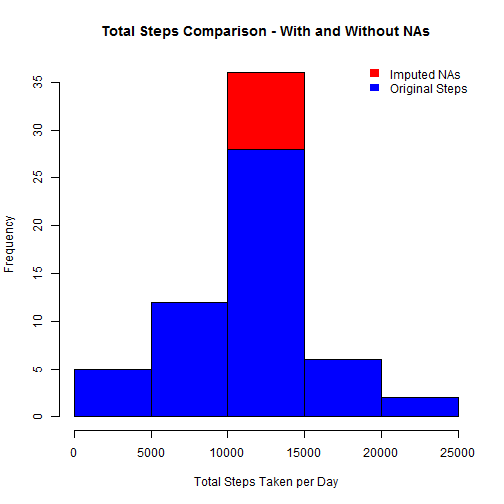 Total Steps Comparison - With and Without NAs
Imputed NAs
Original Steps
35
30
25
20
15
10
5
0
Frequency
0 5000 10000 15000 20000 25000
Total Steps Taken per Day